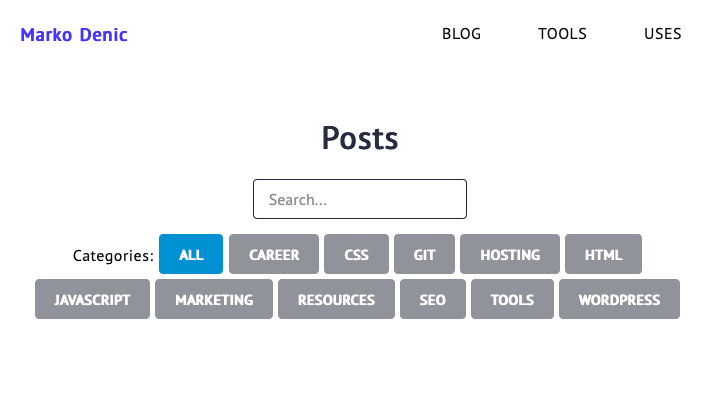 Marko Denic BLOG TOOLS USES
Posts
Search...
Categories: ALL CAREER CSS GIT HOSTING HTML
JAVASCRIPT MARKETING RESOURCES SEO TOOLS WORDPRESS